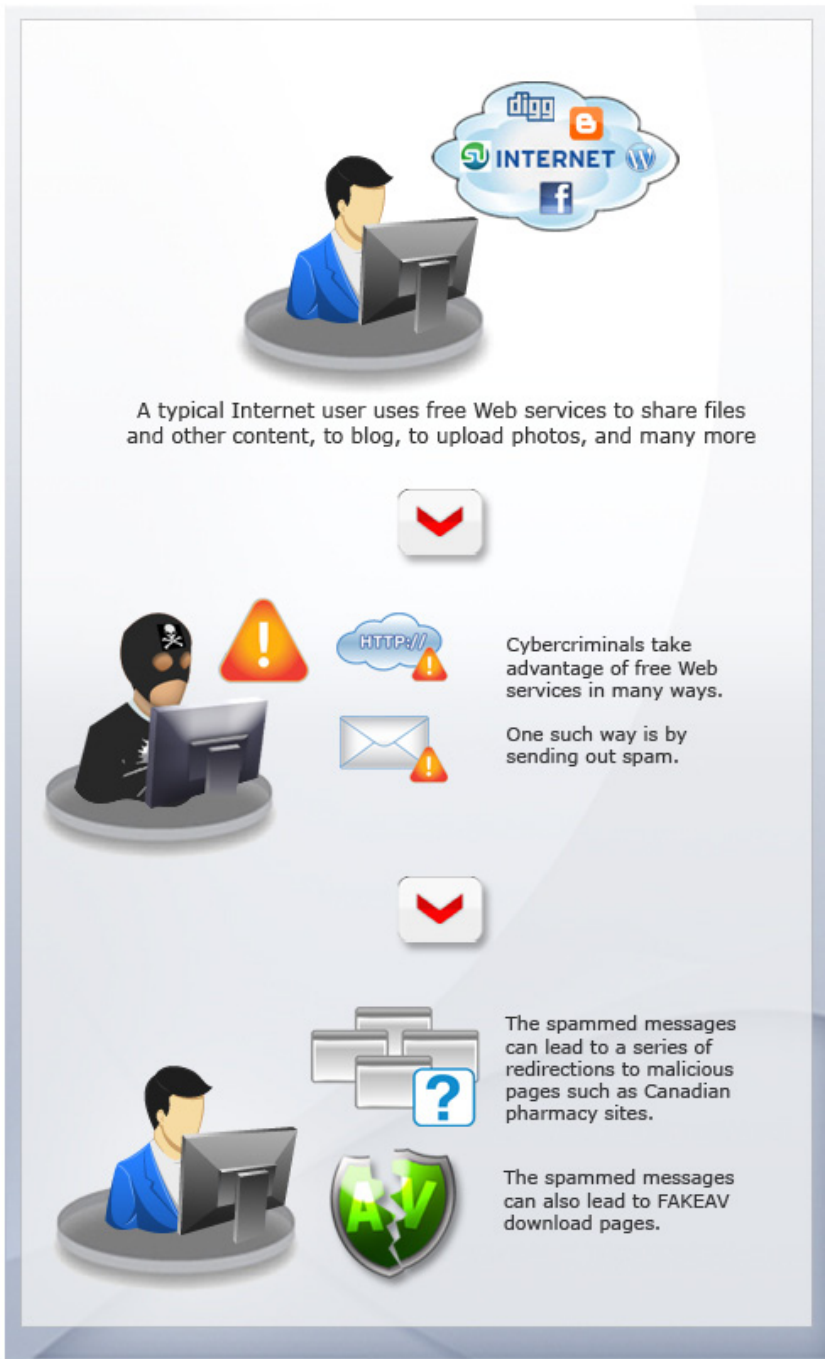 digg
INTERNET
A typical Internet user uses free Web services to share files
and other content, to blog, to upload photos, and many more
HTTP://
Cybercriminals take
advantage of free Web
services in many ways.
One such way is by
sending out spam.
The spammed messages
can lead to a series of
redirections to malicious
pages such as Canadian
pharmacy sites.
?
AV
The spammed messages
can also lead to FAKEAV
download pages.